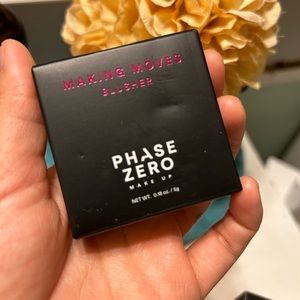 MAKING MOVES
BLUSHER
PHASE
ZERO
MAKE UP
NET WT. 0.18 oz. / 5g